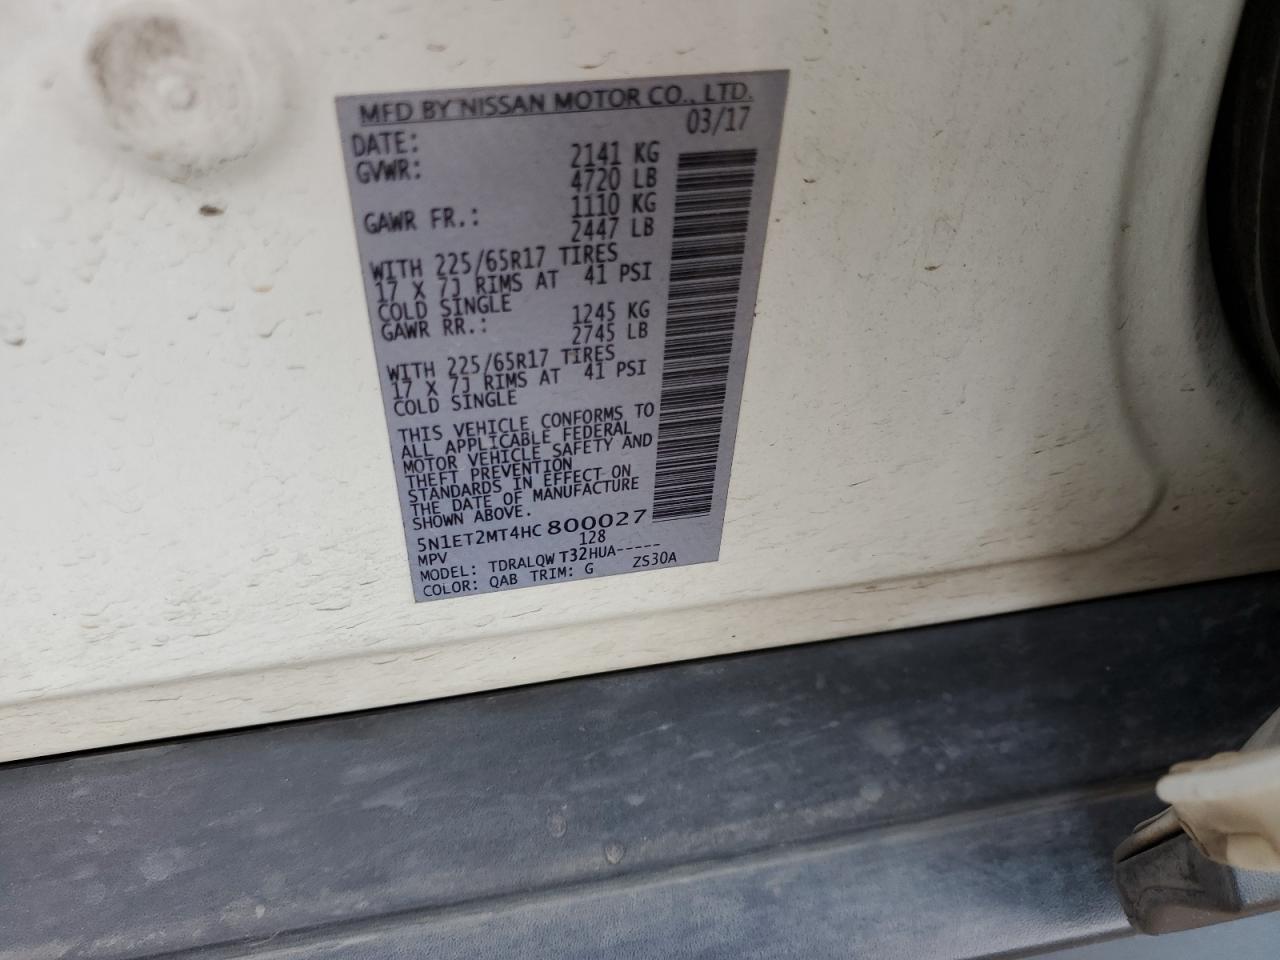 MFD BY NISSAN MOTOR CO., LTD.
DATE: 03/17
GVWR: 2141 KG
4720 LB
GAWR FR.: 1110 KG
2447 LB
WITH 225/65R17 TIRES
17 X 7J RIMS AT 41 PSI
COLD SINGLE
GAWR RR.: 1245 KG
2745 LB
WITH 225/65R17 TIRES
17 X 7J RIMS AT 41 PSI
COLD SINGLE
THIS VEHICLE CONFORMS TO
ALL APPLICABLE FEDERAL
MOTOR VEHICLE SAFETY AND
THEFT PREVENTION
STANDARDS IN EFFECT ON
THE DATE OF MANUFACTURE
SHOWN ABOVE.
5N1ET2MT4HC800027
MPV 128
MODEL: TDRALQWT32HUA-----
COLOR: QAB TRIM: G ZS30A